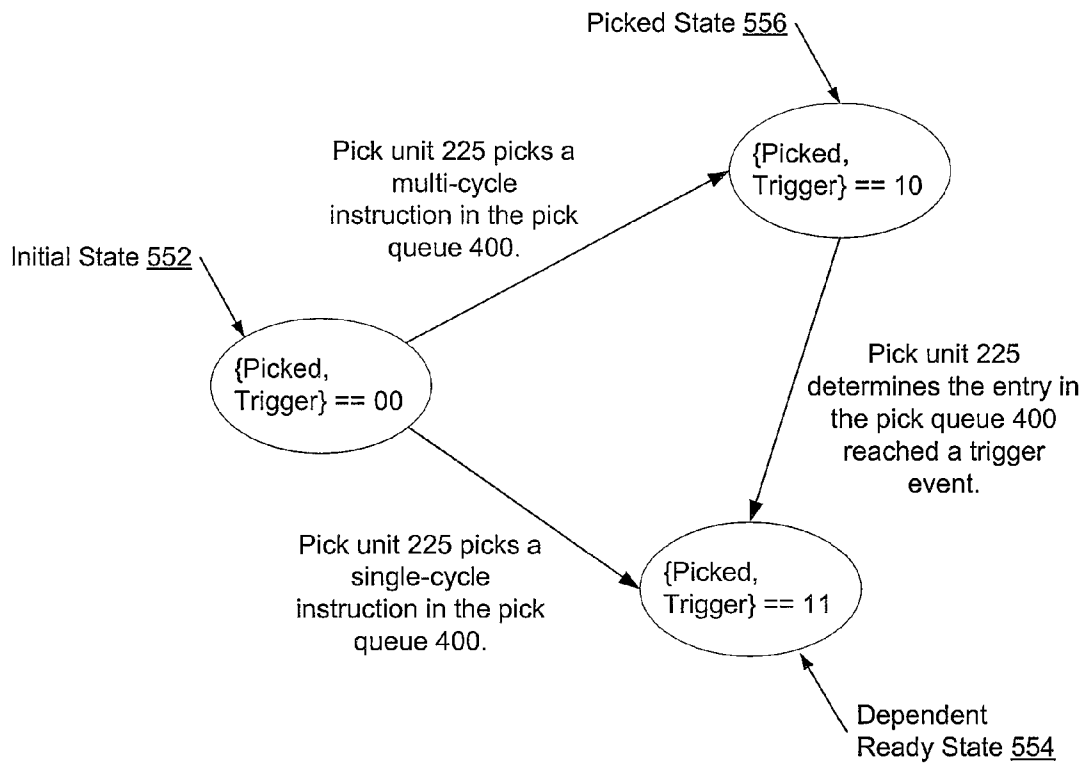 Picked State 556
{Picked,
Trigger} == 10
Pick unit 225 picks a
multi-cycle
instruction in the pick
queue 400.
Initial State 552
{Picked,
Trigger} == 00
Pick unit 225
determines the entry in
the pick queue 400
reached a trigger
event.
Pick unit 225 picks a
single-cycle
instruction in the pick
queue 400.
{Picked,
Trigger} == 11
Dependent
Ready State 554